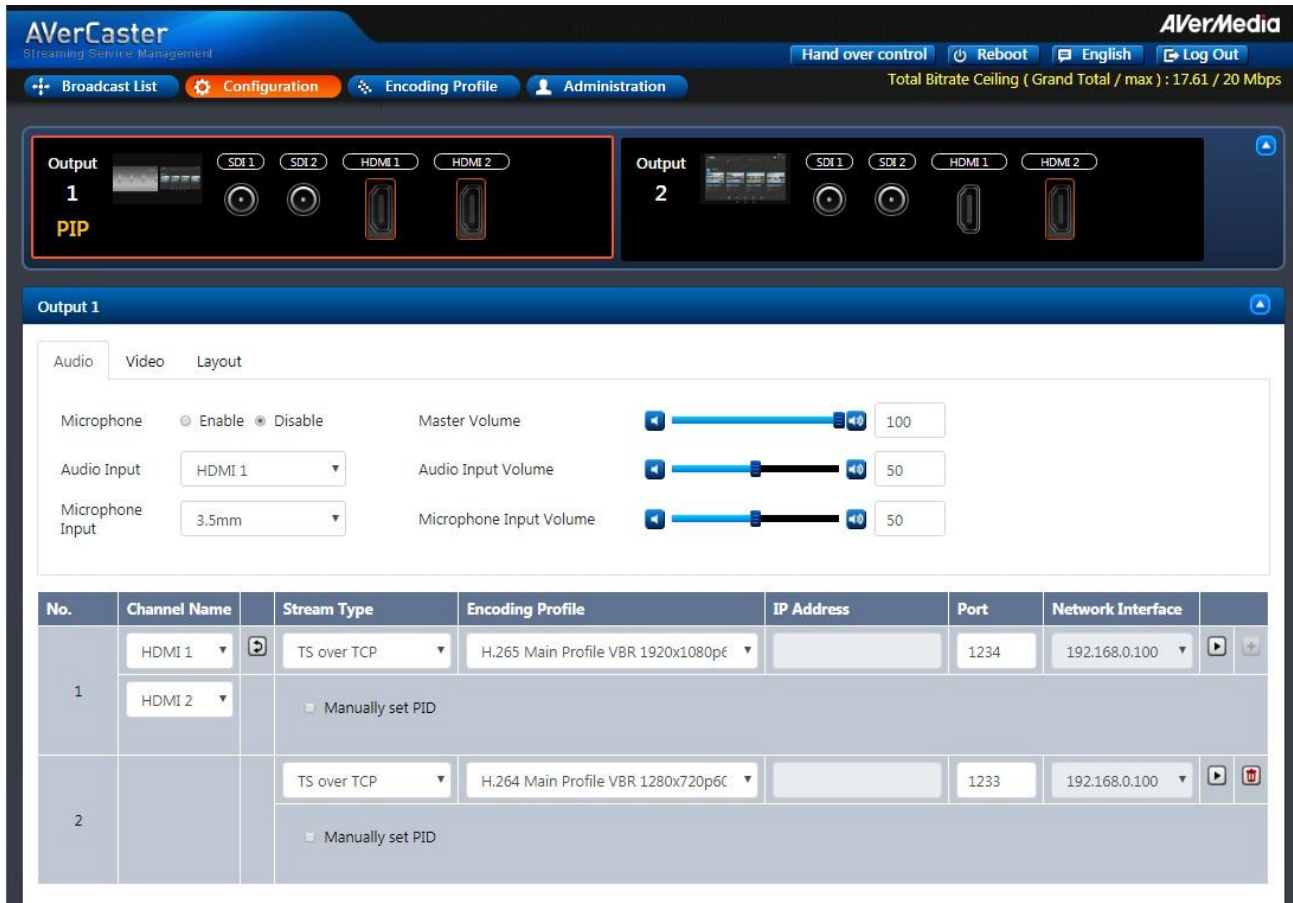 AVerCaster
AVerMedia
Streaming Service Management
Hand over control Reboot English Log Out
Broadcast List Configuration Encoding Profile Administration
Total Bitrate Ceiling ( Grand Total / max ) : 17.61 / 20 Mbps
Output 1 PIP
SDI 1 SDI 2 HDMI 1 HDMI 2
Output 2
SDI 1 SDI 2 HDMI 1 HDMI 2
Output 1
Audio Video Layout
Microphone Enable Disable Master Volume 100
Audio Input HDMI 1 Audio Input Volume 50
Microphone Input 3.5mm Microphone Input Volume 50
No. Channel Name Stream Type Encoding Profile IP Address Port Network Interface
1 HDMI 1 TS over TCP H.265 Main Profile VBR 1920x1080p6 1234 192.168.0.100
HDMI 2 Manually set PID
2 TS over TCP H.264 Main Profile VBR 1280x720p60 1233 192.168.0.100
Manually set PID